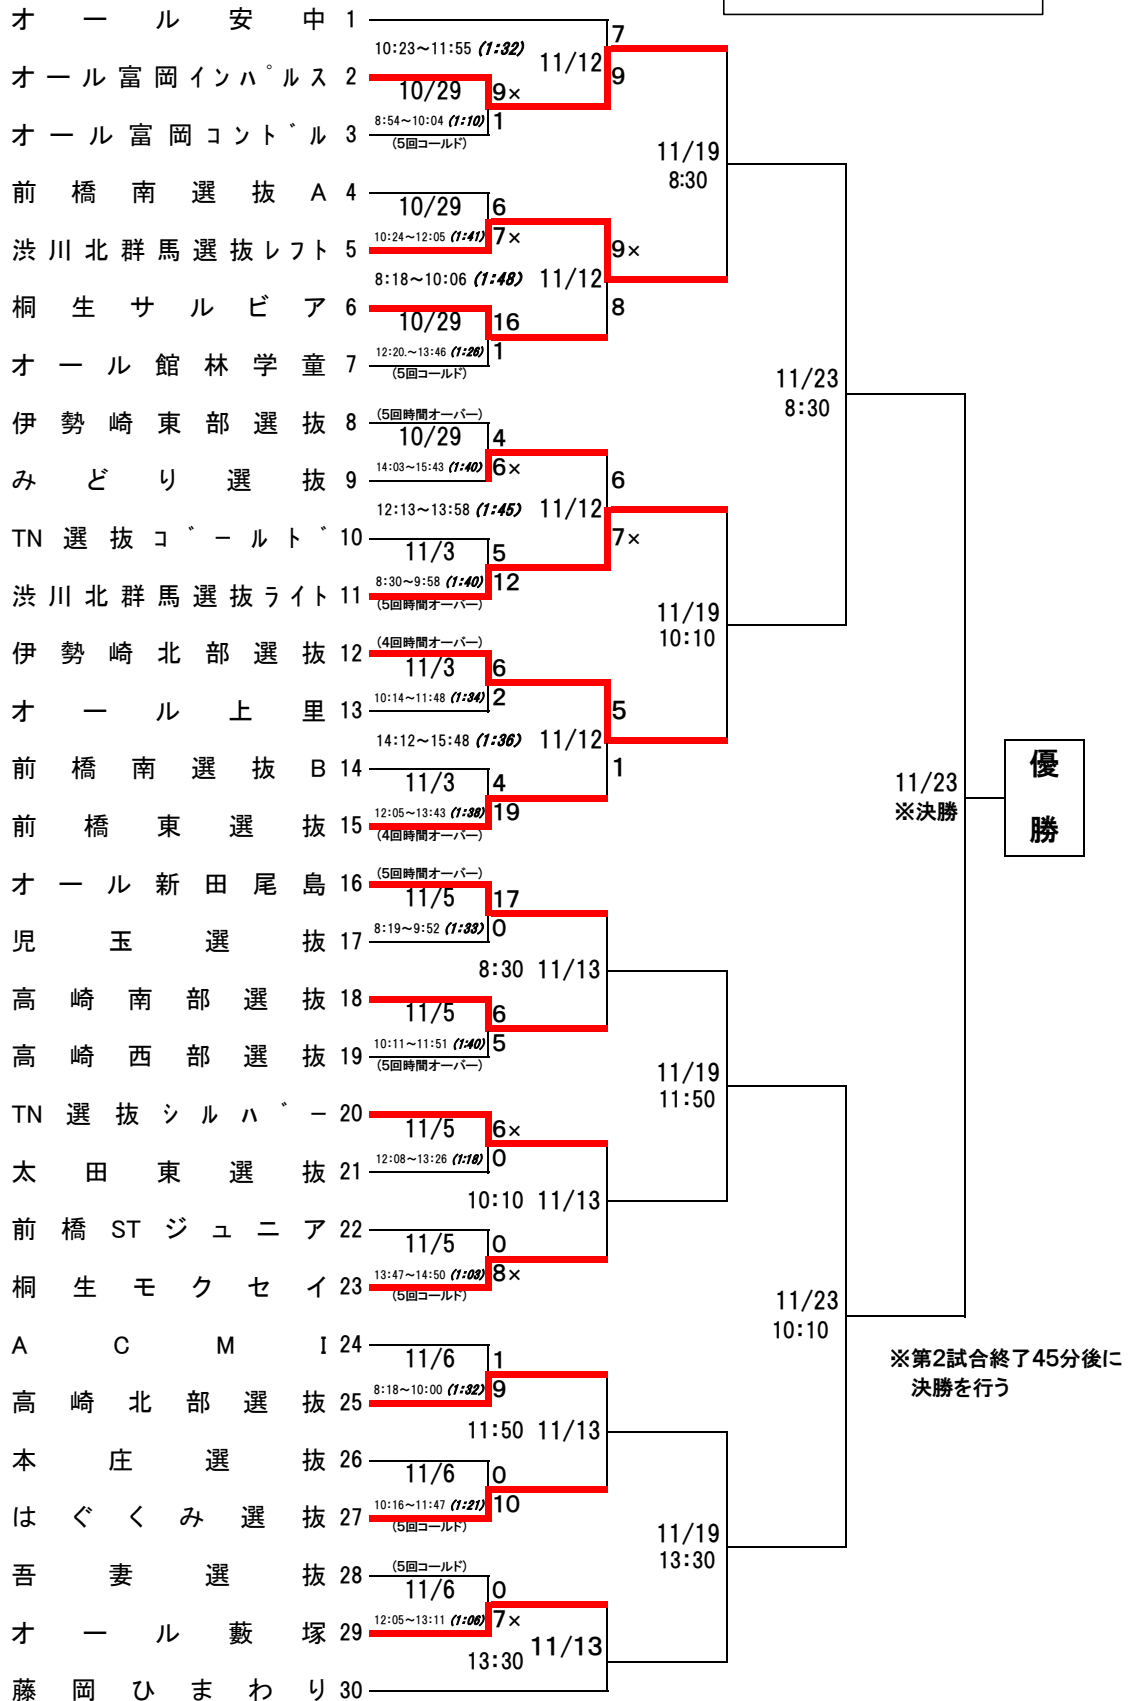 オール安中 1
7
10:23～11:55 (1:32)
11/12
オール富岡インパルス 2
9
10/29
9×
8:54～10:04 (1:10)
1
オール富岡コンドル 3
(5回コールド)
11/19
8:30
前橋南選抜A 4
10/29
6
10:24～12:05 (1:41)
7×
渋川北群馬選抜レフト 5
9×
8:18～10:06 (1:48)
11/12
桐生サルビア 6
8
10/29
16
12:20.～13:46 (1:26)
1
オール館林学童 7
(5回コールド)
11/23
8:30
伊勢崎東部選抜 8
(5回時間オーバー)
10/29
4
14:03～15:43 (1:40)
6×
みどり選抜 9
6
12:13～13:58 (1:45)
11/12
TN選抜ゴールド 10
7×
11/3
5
8:30～9:58 (1:40)
12
渋川北群馬選抜ライト 11
(5回時間オーバー)
11/19
10:10
伊勢崎北部選抜 12
(4回時間オーバー)
11/3
6
10:14～11:48 (1:34)
2
オール上里 13
5
14:12～15:48 (1:36)
11/12
前橋南選抜B 14
1
11/3
4
12:05～13:43 (1:38)
19
前橋東選抜 15
(4回時間オーバー)
11/23
※決勝
優
勝
オール新田尾島 16
(5回時間オーバー)
11/5
17
8:19～9:52 (1:33)
0
児玉選抜 17
8:30 11/13
高崎南部選抜 18
11/5
6
10:11～11:51 (1:40)
5
高崎西部選抜 19
(5回時間オーバー)
11/19
11:50
TN選抜シルバー 20
11/5
6×
12:08～13:26 (1:18)
0
太田東選抜 21
10:10 11/13
前橋STジュニア 22
11/5
0
13:47～14:50 (1:03)
8×
桐生モクセイ 23
(5回コールド)
11/23
10:10
ACMI 24
11/6
1
8:18～10:00 (1:32)
9
高崎北部選抜 25
※第2試合終了45分後に
決勝を行う
11:50 11/13
本庄選抜 26
11/6
0
10:16～11:47 (1:21)
10
はぐくみ選抜 27
(5回コールド)
11/19
13:30
吾妻選抜 28
(5回コールド)
11/6
0
12:05～13:11 (1:06)
7×
オール藪塚 29
13:30 11/13
藤岡ひまわり 30